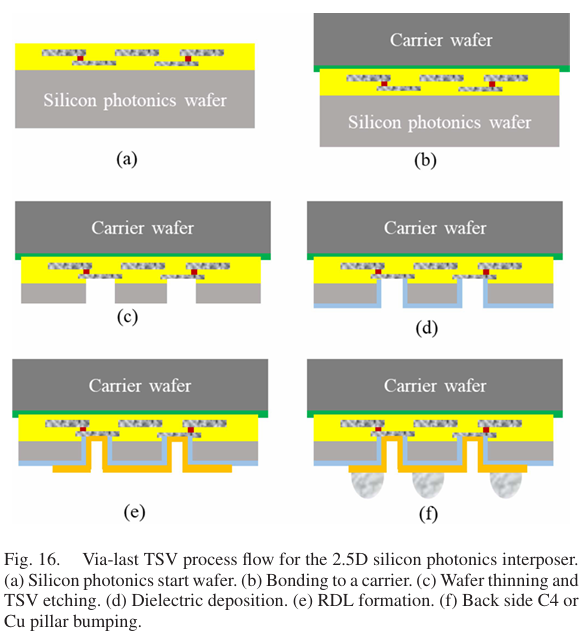 Silicon photonics wafer
(a)
Carrier wafer
Silicon photonics wafer
(b)
Carrier wafer
(c)
Carrier wafer
(d)
Carrier wafer
(e)
Carrier wafer
(f)
Fig. 16. Via-last TSV process flow for the 2.5D silicon photonics interposer.
(a) Silicon photonics start wafer. (b) Bonding to a carrier. (c) Wafer thinning and
TSV etching. (d) Dielectric deposition. (e) RDL formation. (f) Back side C4 or
Cu pillar bumping.